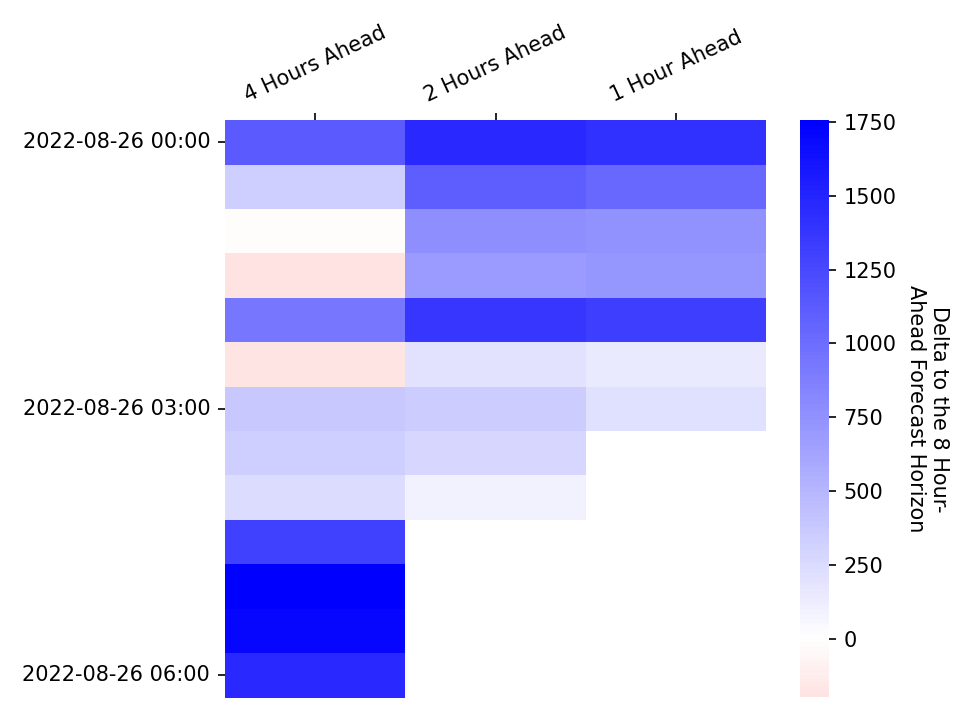 4 Hours Ahead
2 Hours Ahead
1 Hour Ahead
2022-08-26 00:00
2022-08-26 03:00
2022-08-26 06:00
1750
1500
1250
1000
750
500
250
0
Delta to the 8 Hour-
Ahead Forecast Horizon